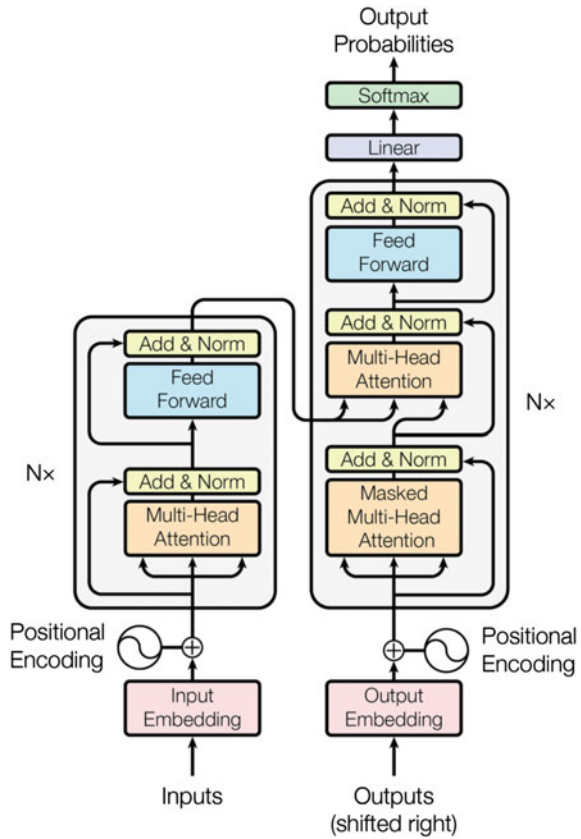 Output
Probabilities
Softmax
Linear
Add & Norm
Feed
Forward
Add & Norm
Multi-Head
Attention
Add & Norm
Masked
Multi-Head
Attention
N×
Add & Norm
Feed
Forward
Add & Norm
Multi-Head
Attention
N×
Positional
Encoding
Positional
Encoding
Input
Embedding
Output
Embedding
Inputs
Outputs
(shifted right)